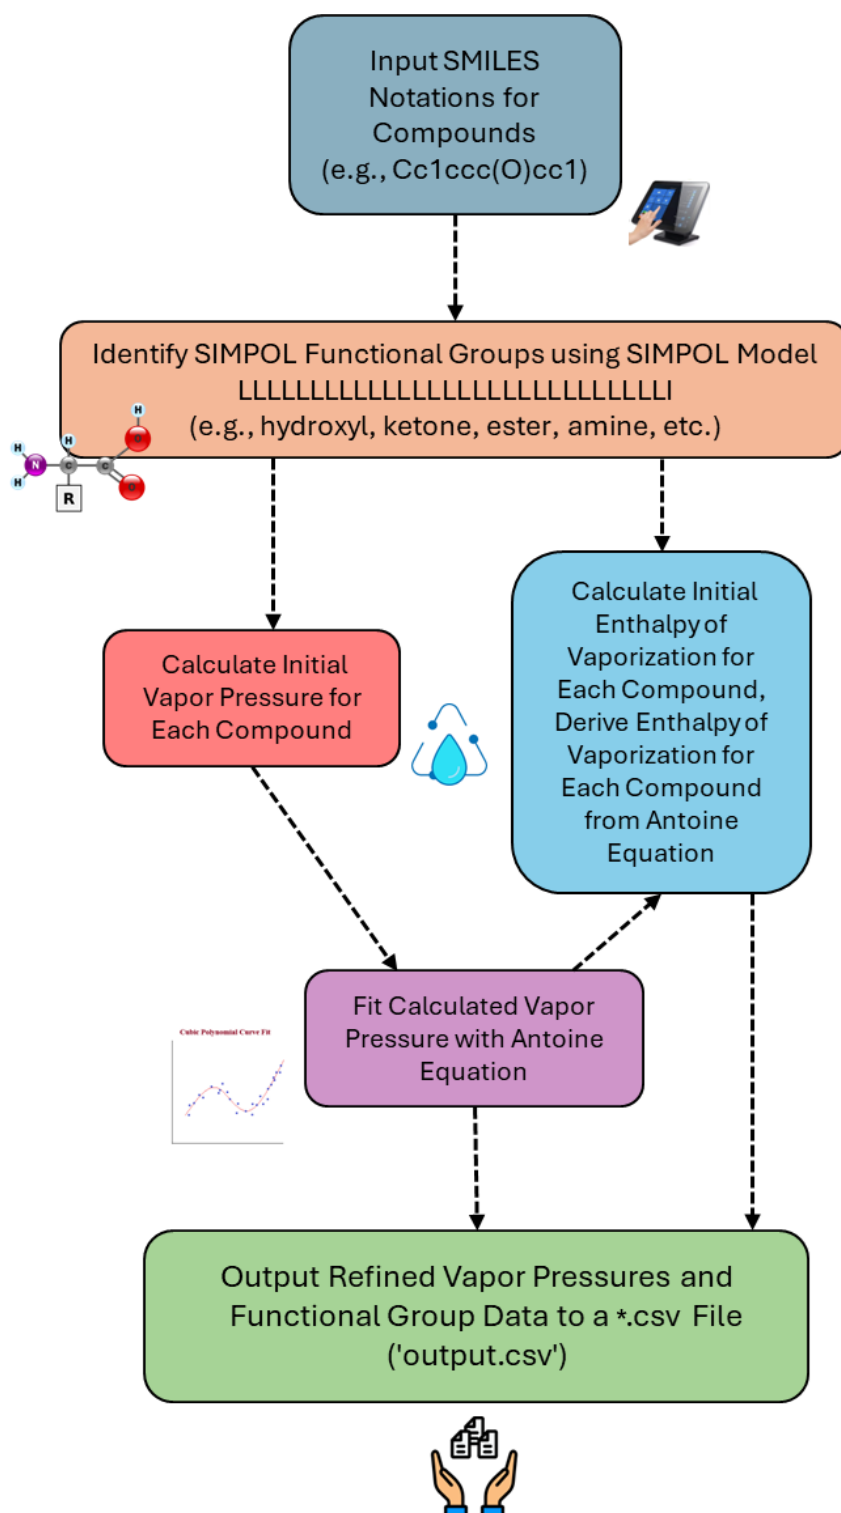 Input SMILES
Notations for
Compounds
(e.g., Cc1ccc(O)cc1)
Identify SIMPOL Functional Groups using SIMPOL Model
LLLLLLLLLLLLLLLLLLLLLLLLLLLLLLI
(e.g., hydroxyl, ketone, ester, amine, etc.)
H
H
H
O
N
C
C
H
O
R
Calculate Initial
Vapor Pressure for
Each Compound
Calculate Initial
Enthalpy of
Vaporization for
Each Compound,
Derive Enthalpy of
Vaporization for
Each Compound
from Antoine
Equation
Fit Calculated Vapor
Pressure with Antoine
Equation
Cubic Polynomial Curve Fit
Output Refined Vapor Pressures and
Functional Group Data to a *.csv File
('output.csv')